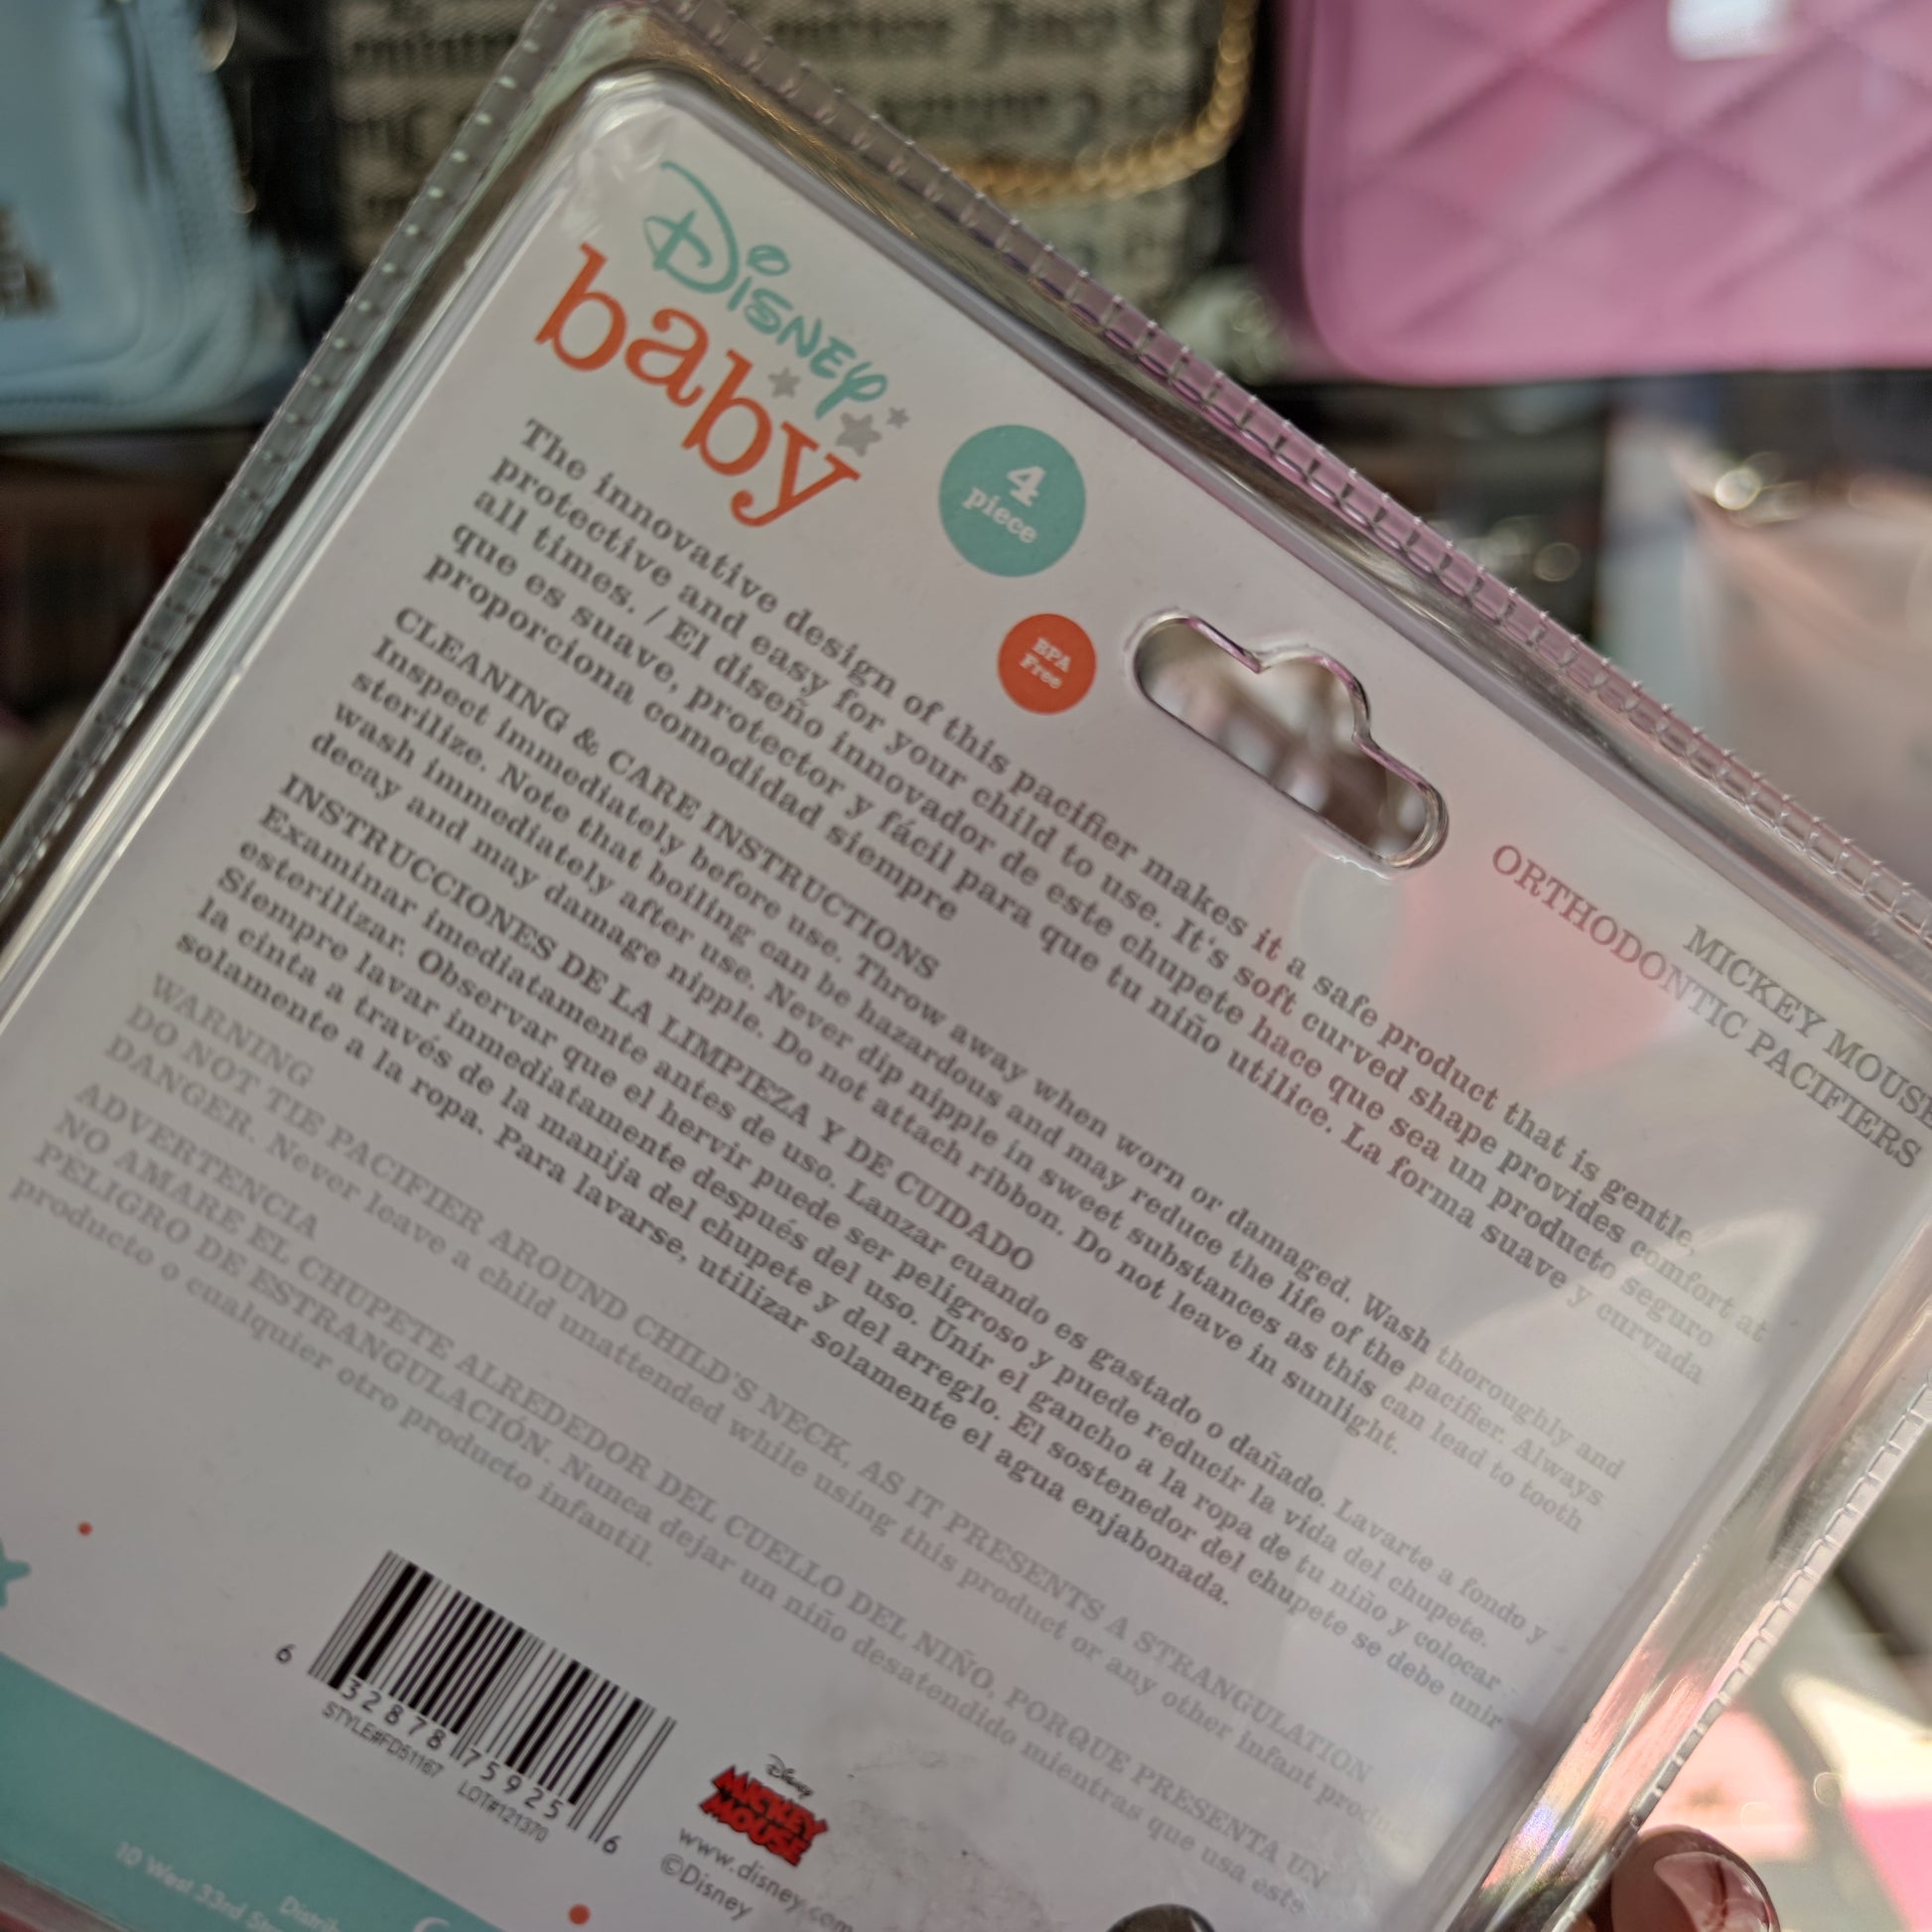 Disney
baby
4
piece
BPA
Free
MICKEY MOUSE
ORTHODONTIC PACIFIERS
The innovative design of this pacifier makes it a safe product that is gentle,
protective and easy for your child to use. It's soft curved shape provides comfort at
all times. / El diseño innovador de este chupete hace que sea un producto seguro
que es suave, protector y fácil para que tu niño utilice. La forma suave y curvada
proporciona comodidad siempre
CLEANING & CARE INSTRUCTIONS
Inspect immediately before use. Throw away when worn or damaged. Wash thoroughly and
sterilize. Note that boiling can be hazardous and may reduce the life of the pacifier. Always
wash immediately after use. Never dip nipple in sweet substances as this can lead to tooth
decay and may damage nipple. Do not attach ribbon. Do not leave in sunlight.
INSTRUCCIONES DE LA LIMPIEZA Y DE CUIDADO
Examinar imediatamente antes de uso. Lanzar cuando es gastado o dañado. Lavarte a fondo y
esterilizar. Observar que el hervir puede ser peligroso y puede reducir la vida del chupete.
Siempre lavar inmediatamente después del uso. Unir el gancho a la ropa de tu niño y colocar
la cinta a través de la manija del chupete y del arreglo. El sostenedor del chupete se debe unir
solamente a la ropa. Para lavarse, utilizar solamente el agua enjabonada.
WARNING
DO NOT TIE PACIFIER AROUND CHILD'S NECK, AS IT PRESENTS A STRANGULATION
DANGER. Never leave a child unattended while using this product or any other infant product
ADVERTENCIA
NO AMARE EL CHUPETE ALREDEDOR DEL CUELLO DEL NIÑO, PORQUE PRESENTA UN
PELIGRO DE ESTRANGULACIÓN. Nunca dejar un niño desatendido mientras que usa este
producto o cualquier otro producto infantil.
6 32878 75925 6
STYLE#FD51167 LOT#121370
Disney
MICKEY
MOUSE
www.disney.com
©Disney
Distrib
10 West 33rd Str